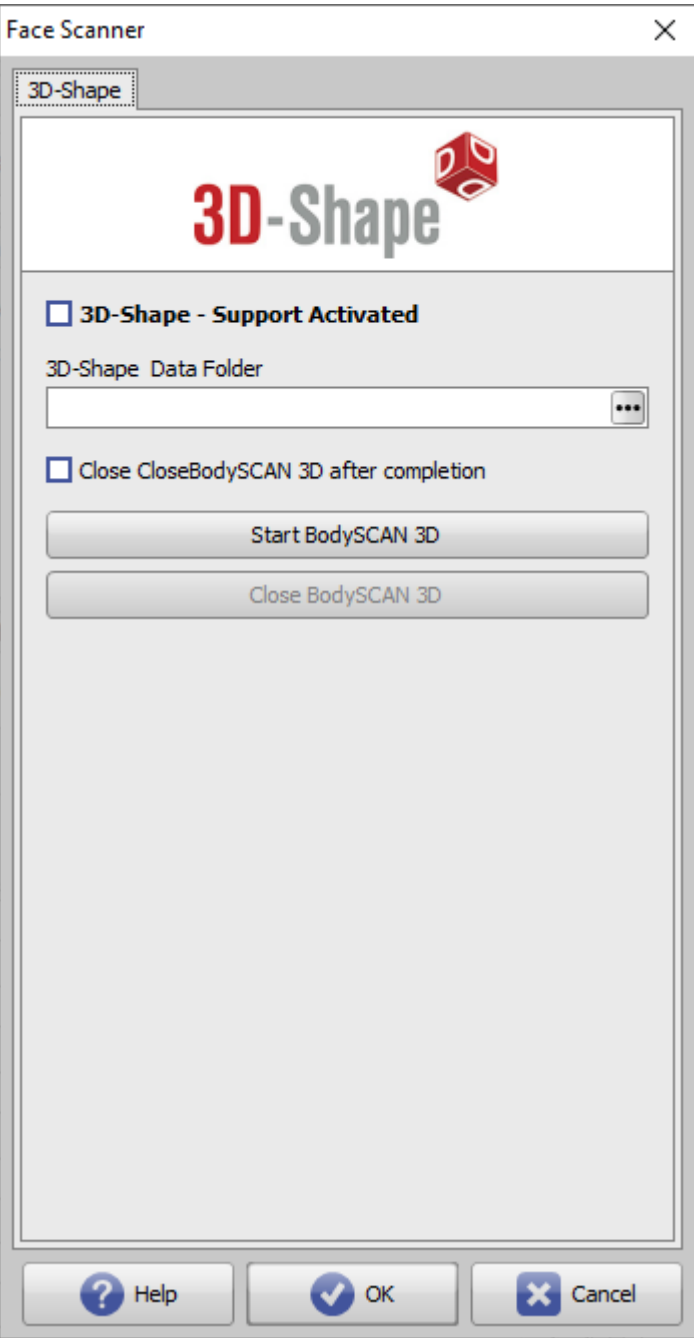 Face Scanner
3D-Shape
3D-Shape
3D-Shape - Support Activated
3D-Shape  Data Folder
Close CloseBodySCAN 3D after completion
Start BodySCAN 3D
Close BodySCAN 3D
Help
OK
Cancel